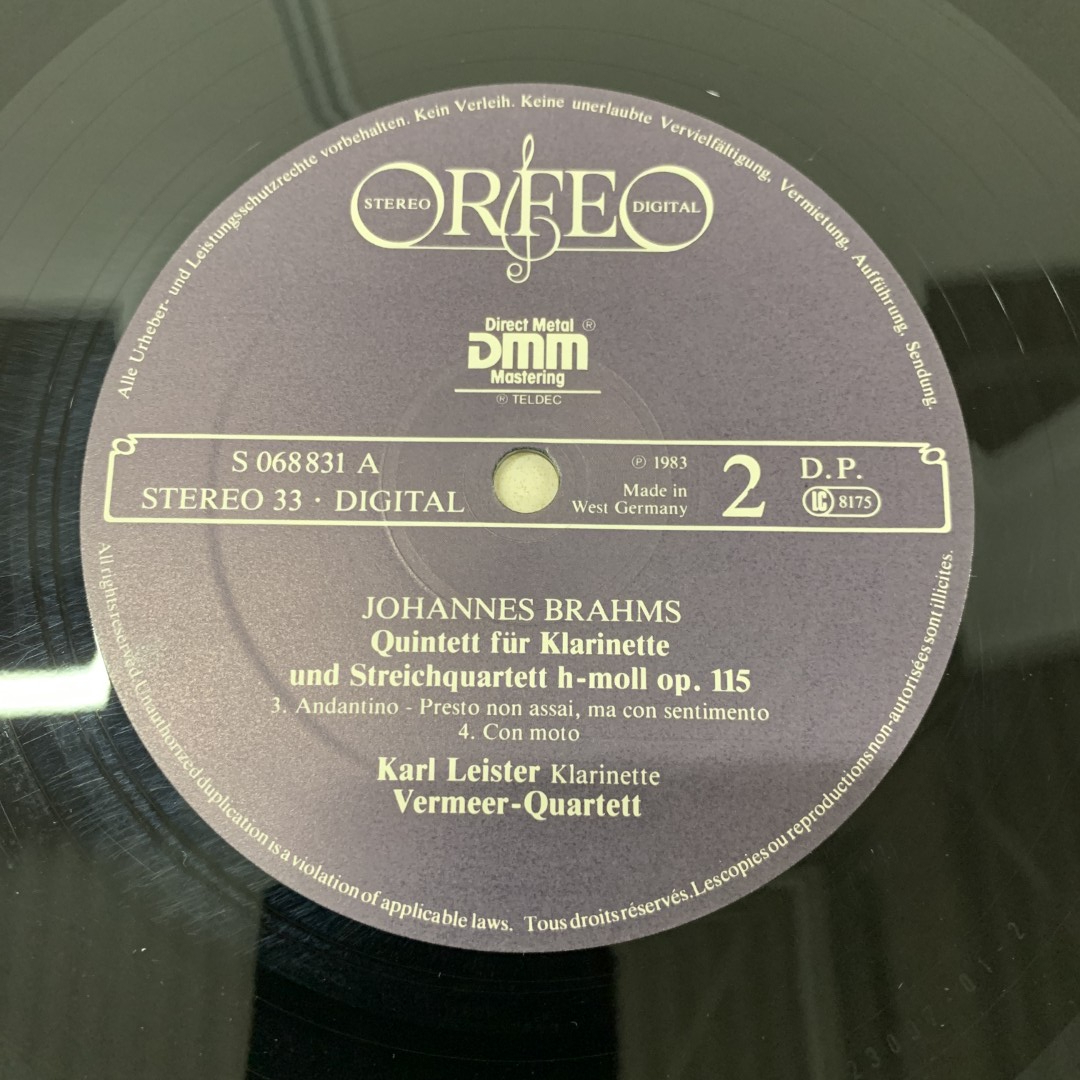 Alle Urheber- und Leistungsschutzrechte vorbehalten. Kein Verleih. Keine unerlaubte Vervielfältigung, Vermietung, Aufführung, Sendung.
STEREO ORFEO DIGITAL
Direct Metal ®
DMM
Mastering
® TELDEC
S 068831 A
STEREO 33 · DIGITAL
℗ 1983
Made in
West Germany
2
D.P.
LC 8175
JOHANNES BRAHMS
Quintett für Klarinette
und Streichquartett h-moll op. 115
3. Andantino - Presto non assai, ma con sentimento
4. Con moto
Karl Leister Klarinette
Vermeer-Quartett
All rights reserved. Unauthorized duplication is a violation of applicable laws. Tous droits réservés. Les copies ou reproductions non-autorisées sont illicites.